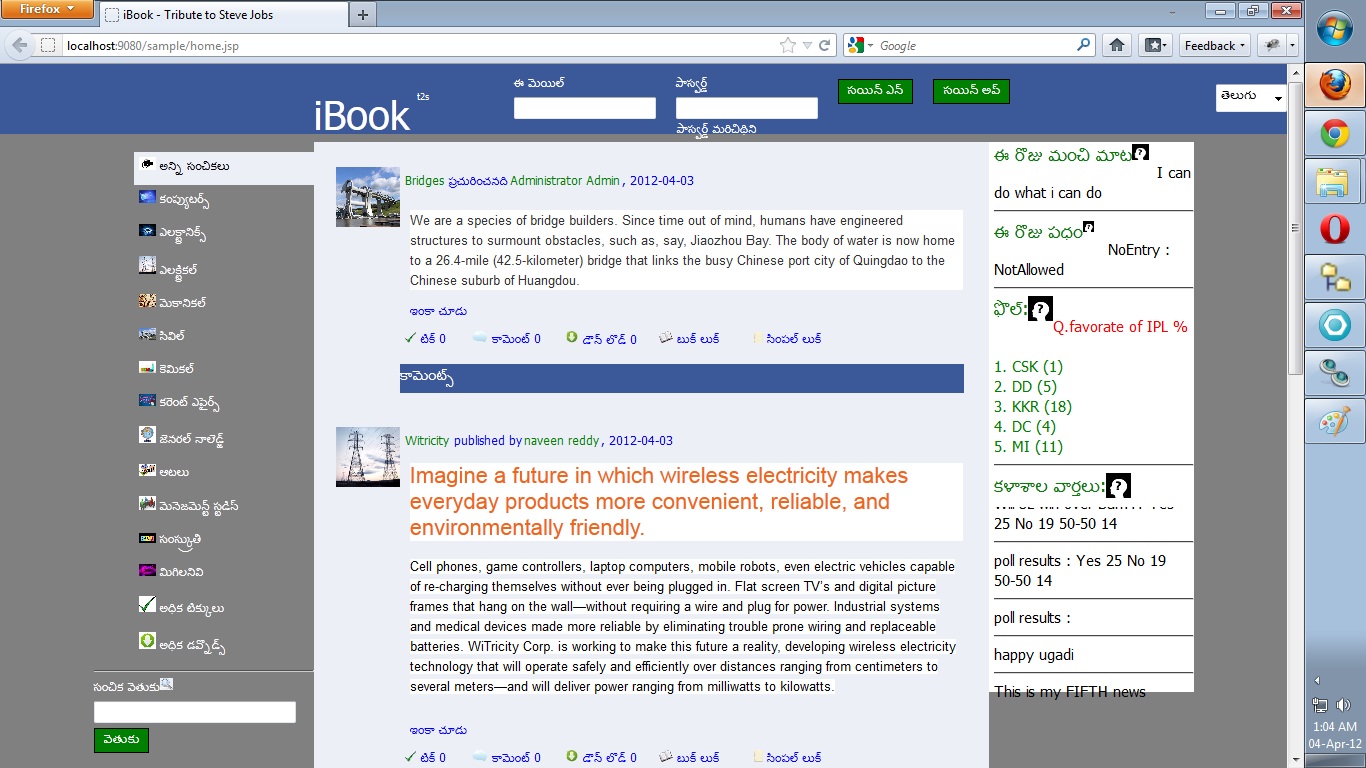 Firefox
iBook - Tribute to Steve Jobs
localhost:9080/sample/home.jsp
Google
Feedback
iBook t2s
ఈ మెయిల్
పాస్వర్డ్
సయిన్ ఎన్
సయిన్ అప్
తెలుగు
పాస్వర్డ్ మరిచితిని
అన్ని సంచికలు
కంప్యుటర్స్
ఎలక్ట్రానిక్స్
ఎలక్ట్రికల్
మెకానికల్
సివిల్
కెమికల్
కరెంట్ ఎఫైర్స్
జెనరల్ నాలెడ్జ్
ఆటలు
మెనెజమెన్ట్ స్టడిస్
సంస్క్రుతి
మిగిలనివి
అధిక టిక్కులు
అధిక డవ్నొడ్స్
సంచిక వెతుకు
వెతుకు
Bridges ప్రచురించనది Administrator Admin , 2012-04-03
We are a species of bridge builders. Since time out of mind, humans have engineered
structures to surmount obstacles, such as, say, Jiaozhou Bay. The body of water is now home
to a 26.4-mile (42.5-kilometer) bridge that links the busy Chinese port city of Quingdao to the
Chinese suburb of Huangdou.
ఇంకా చూడు
టిక్ 0 కామెంట్ 0 డౌన్ లోడ్ 0 బుక్ లుక్ సింపల్ లుక్
కామెంట్స్
Witricity published by naveen reddy , 2012-04-03
Imagine a future in which wireless electricity makes
everyday products more convenient, reliable, and
environmentally friendly.
Cell phones, game controllers, laptop computers, mobile robots, even electric vehicles capable
of re-charging themselves without ever being plugged in. Flat screen TV's and digital picture
frames that hang on the wall—without requiring a wire and plug for power. Industrial systems
and medical devices made more reliable by eliminating trouble prone wiring and replaceable
batteries. WiTricity Corp. is working to make this future a reality, developing wireless electricity
technology that will operate safely and efficiently over distances ranging from centimeters to
several meters—and will deliver power ranging from milliwatts to kilowatts.
ఇంకా చూడు
టిక్ 0 కామెంట్ 0 డౌన్ లోడ్ 0 బుక్ లుక్ సింపల్ లుక్
ఈ రోజు మంచి మాట
I can
do what i can do
ఈ రోజు పధం
NoEntry :
NotAllowed
ఫొల్:
Q.favorate of IPL %
1. CSK (1)
2. DD (5)
3. KKR (18)
4. DC (4)
5. MI (11)
కళాశాల వార్తలు:
25 No 19 50-50 14
poll results : Yes 25 No 19
50-50 14
poll results :
happy ugadi
This is my FIFTH news
1:04 AM
04-Apr-12